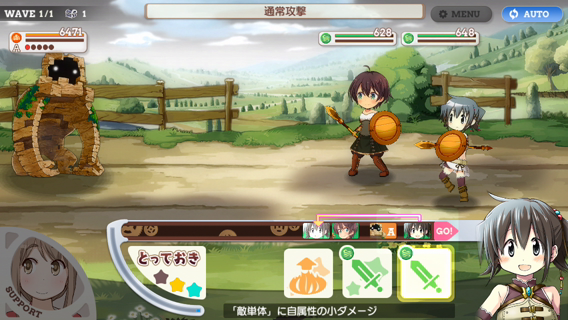 WAVE 1/1 1
通常攻撃
MENU
AUTO
6471
A
628
648
A
GO!
とっておき
「敵単体」に自属性の小ダメージ
SUPPORT